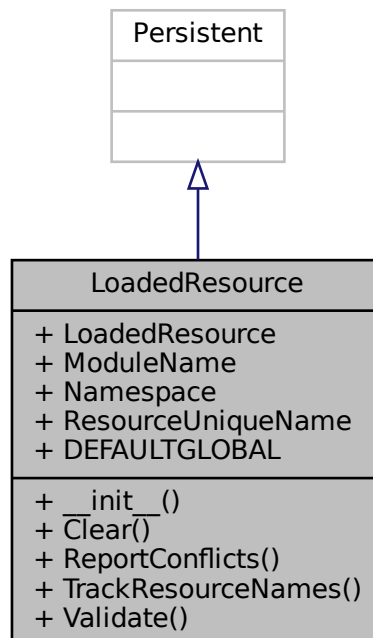 Persistent
LoadedResource
+ LoadedResource
+ ModuleName
+ Namespace
+ ResourceUniqueName
+ DEFAULTGLOBAL
+ __init__()
+ Clear()
+ ReportConflicts()
+ TrackResourceNames()
+ Validate()